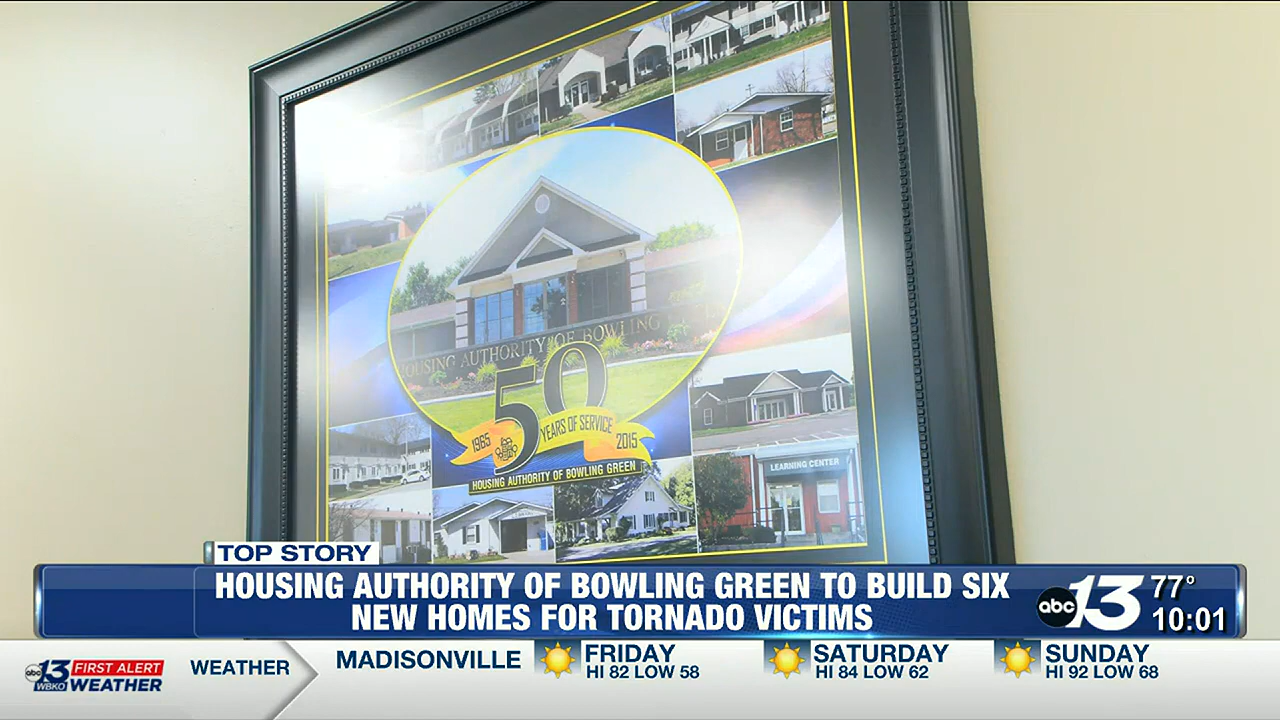 HOUSING AUTHORITY OF BOWLING
50
1965
YEARS OF SERVICE
2015
HOUSING AUTHORITY OF BOWLING GREEN
LEARNING CENTER
TOP STORY
HOUSING AUTHORITY OF BOWLING GREEN TO BUILD SIX
NEW HOMES FOR TORNADO VICTIMS
abc 13
77°
10:01
abc 13 WBKO FIRST ALERT WEATHER
WEATHER
MADISONVILLE
FRIDAY
HI 82 LOW 58
SATURDAY
HI 84 LOW 62
SUNDAY
HI 92 LOW 68